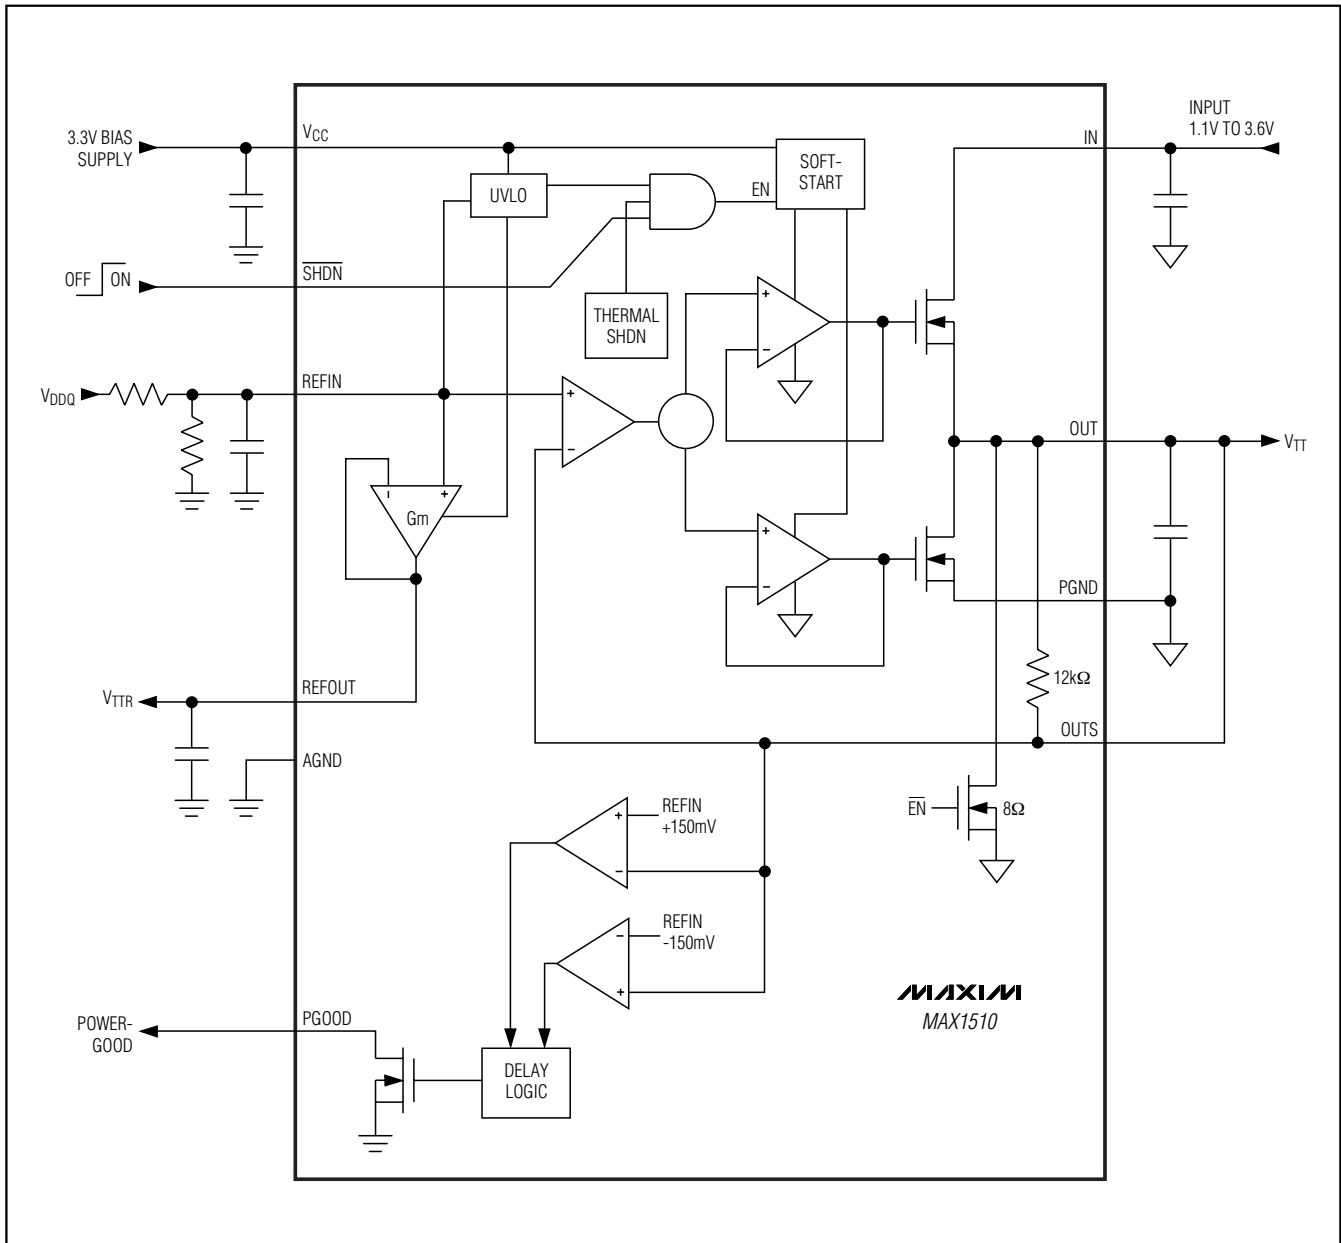 3.3V BIAS
SUPPLY
VCC
SOFT-
START
IN
INPUT
1.1V TO 3.6V
UVLO
EN
OFF
ON
SHDN
THERMAL
SHDN
+
−
VDDQ
REFIN
+
−
−
+
Gm
OUT
VTT
+
−
PGND
12kΩ
VTTR
REFOUT
OUTS
AGND
EN
8Ω
+
REFIN
+150mV
−
−
REFIN
-150mV
+
MAXIM
MAX1510
POWER-
GOOD
PGOOD
DELAY
LOGIC